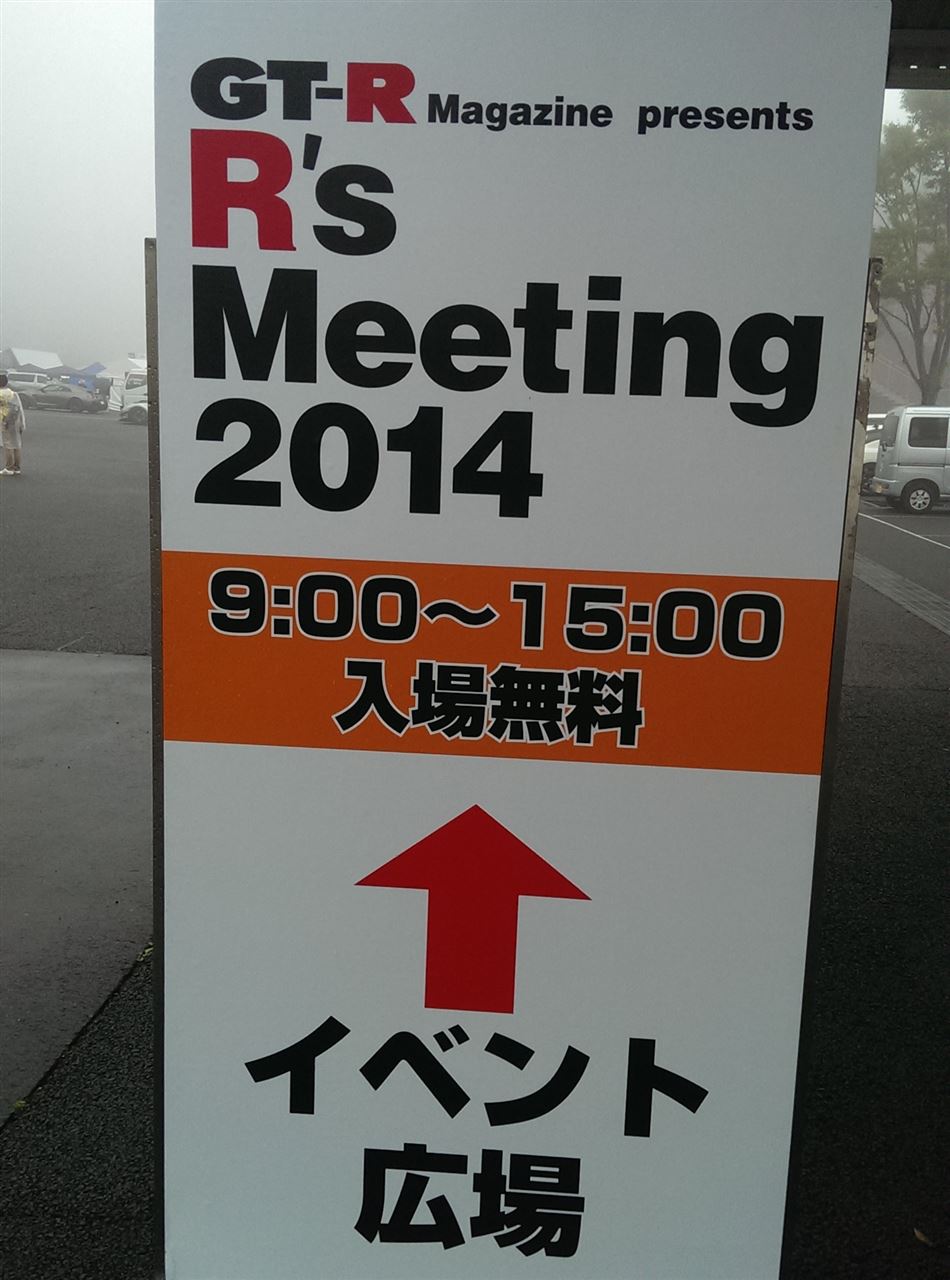 GT-R Magazine presents
R's
Meeting
2014
9:00～15:00
入場無料
イベント
広場